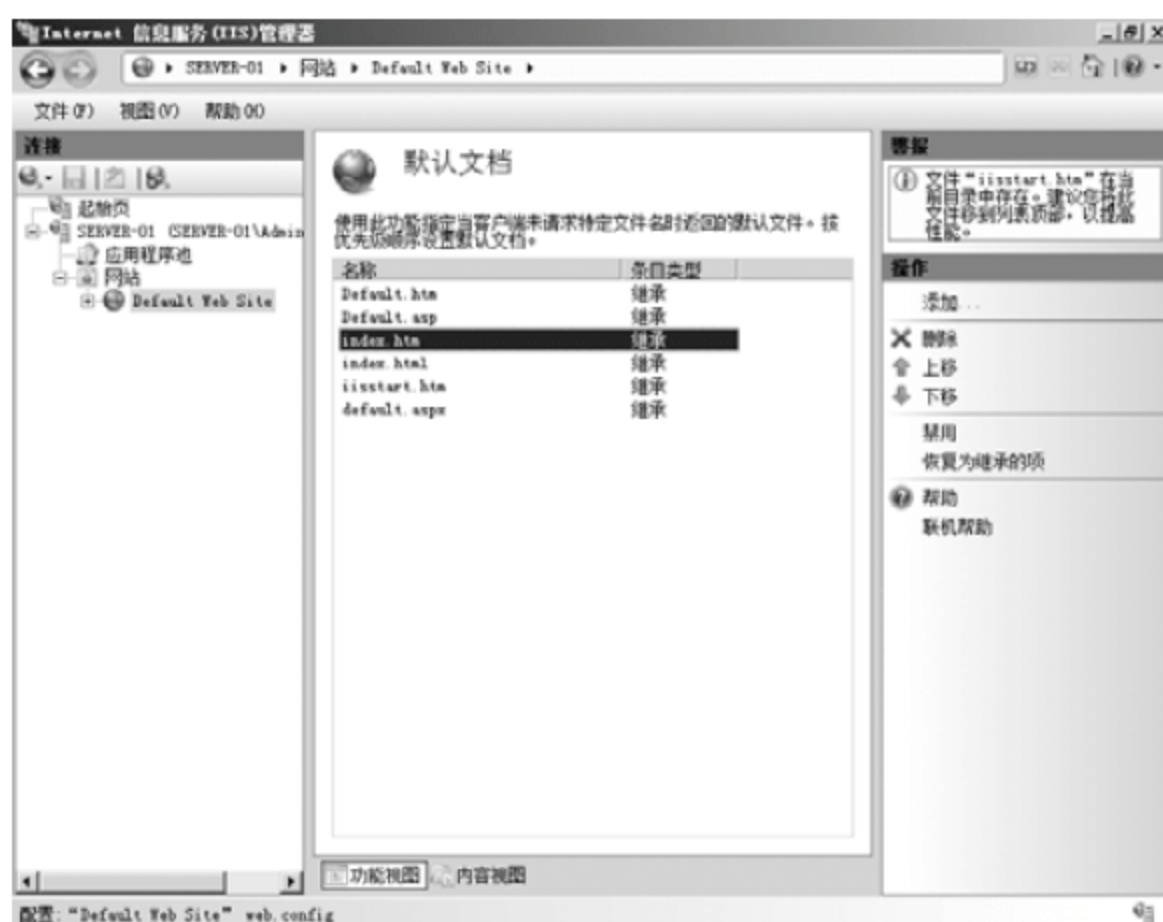 Internet 信息服务(IIS)管理器
SERVER-01 网站 Default Web Site
文件(F) 视图(V) 帮助(H)
连接
起始页
SERVER-01 (SERVER-01\Admin
应用程序池
网站
Default Web Site
默认文档
使用此功能指定当客户端未请求特定文件名时返回的默认文件。按
优先级顺序设置默认文档。
名称 条目类型
Default.htm 继承
Default.asp 继承
index.htm 继承
index.html 继承
iisstart.htm 继承
default.aspx 继承
功能视图 内容视图
警报
文件“iisstart.htm”在当
前目录中存在。建议您将此
文件移到列表顶部，以提高
性能。
操作
添加...
删除
上移
下移
禁用
恢复为继承的项
帮助
联机帮助
配置:“Default Web Site” web.config